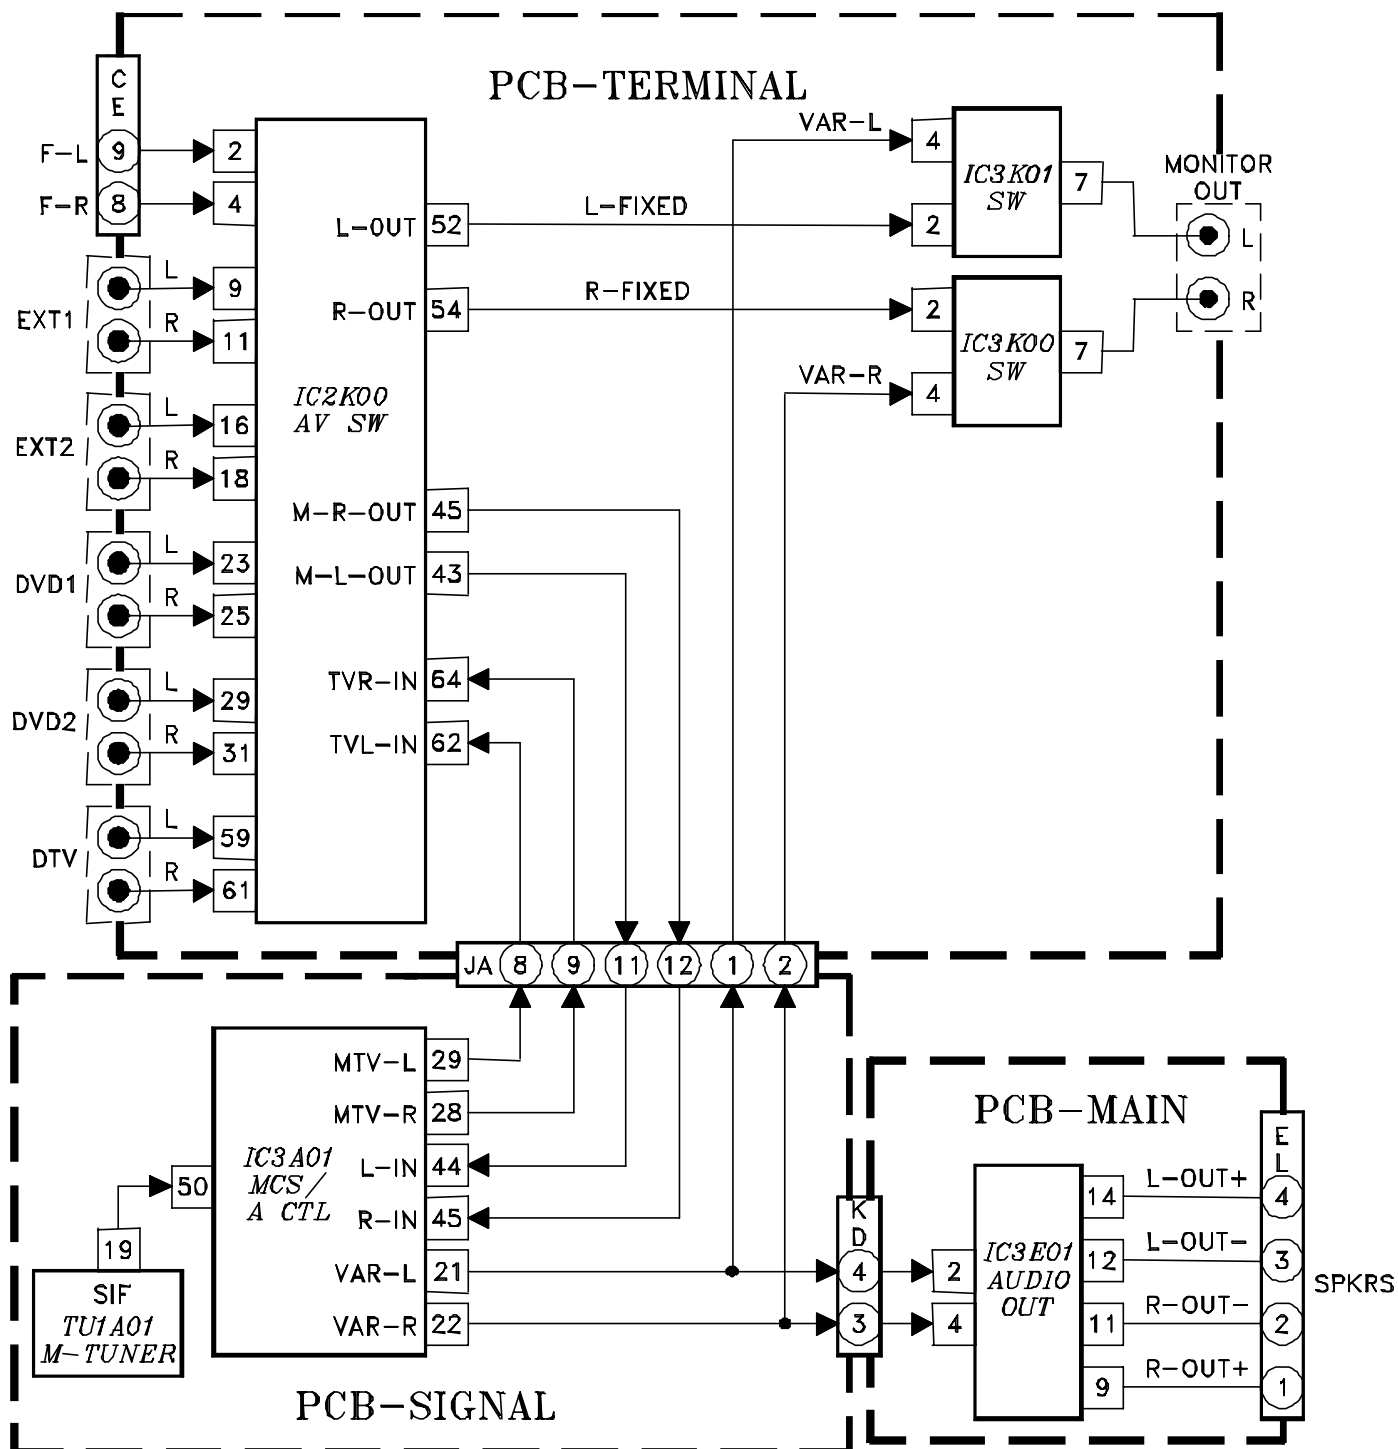 PCB-TERMINAL
C
E
F-L 9 2
F-R 8 4
EXT1
L 9
R 11
EXT2
L 16
R 18
DVD1
L 23
R 25
DVD2
L 29
R 31
DTV
L 59
R 61
IC2K00
AV SW
L-OUT 52
L-FIXED
R-OUT 54
R-FIXED
M-R-OUT 45
M-L-OUT 43
TVR-IN 64
TVL-IN 62
VAR-L
4
2
IC3K01
SW
7
2
VAR-R
4
IC3K00
SW
7
MONITOR
OUT
L
R
JA 8 9 11 12 1 2
MTV-L 29
MTV-R 28
L-IN 44
R-IN 45
VAR-L 21
VAR-R 22
IC3A01
MCS/
A CTL
50
19
SIF
TU1A01
M-TUNER
PCB-SIGNAL
K
D
4
3
PCB-MAIN
2
4
IC3E01
AUDIO
OUT
14 L-OUT+
12 L-OUT-
11 R-OUT-
9 R-OUT+
E
L
4
3
2
1
SPKRS